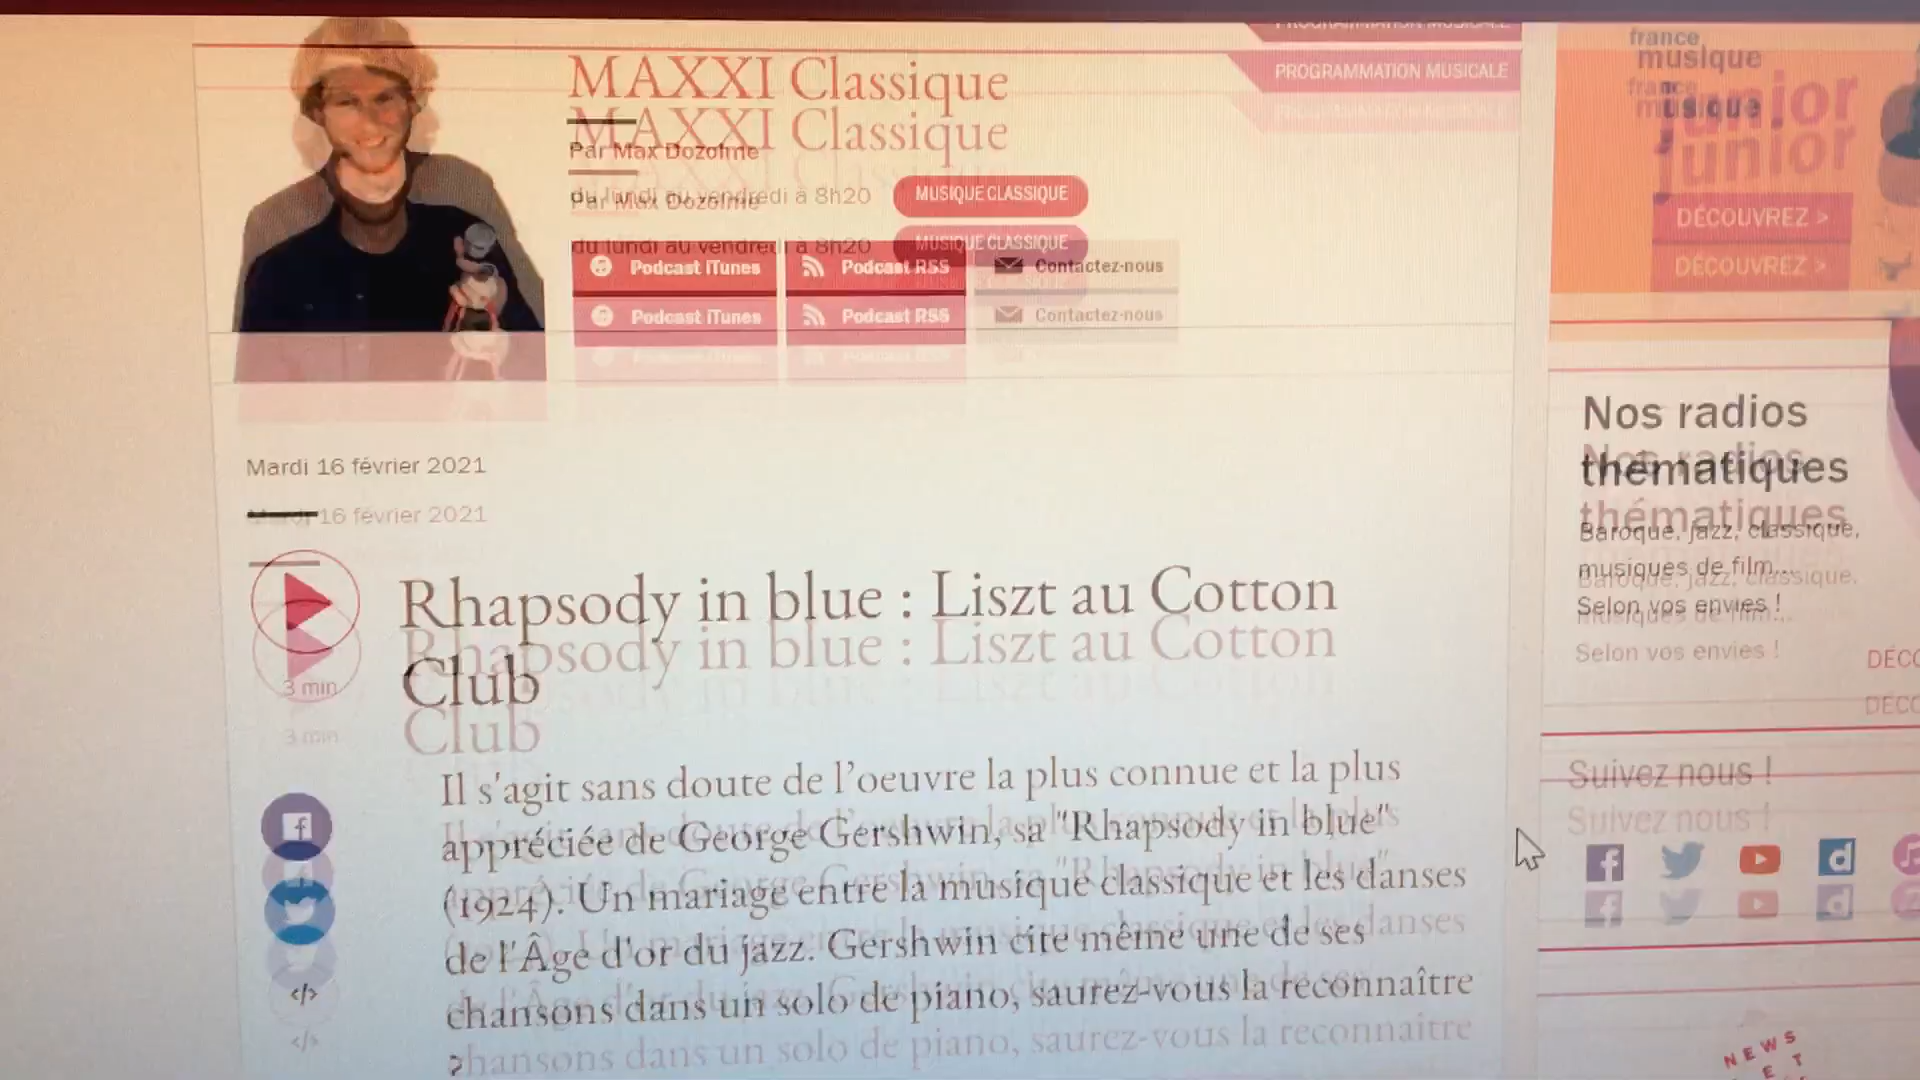 PROGRAMMATION MUSICALE
MAXXI Classique
Par Max Dozolme
du lundi au vendredi à 8h20
MUSIQUE CLASSIQUE
Podcast iTunes
Podcast RSS
Contactez-nous
Mardi 16 février 2021
Rhapsody in blue : Liszt au Cotton
Club
3 min
Il s'agit sans doute de l’oeuvre la plus connue et la plus
appréciée de George Gershwin, sa "Rhapsody in blue"
(1924). Un mariage entre la musique classique et les danses
de l'Âge d'or du jazz. Gershwin cite même une de ses
chansons dans un solo de piano, saurez-vous la reconnaître
?
france
musique
junior
DÉCOUVREZ >
Nos radios
thématiques
Baroque, jazz, classique,
musiques de film...
Selon vos envies !
DÉCO
Suivez nous !
NEWS